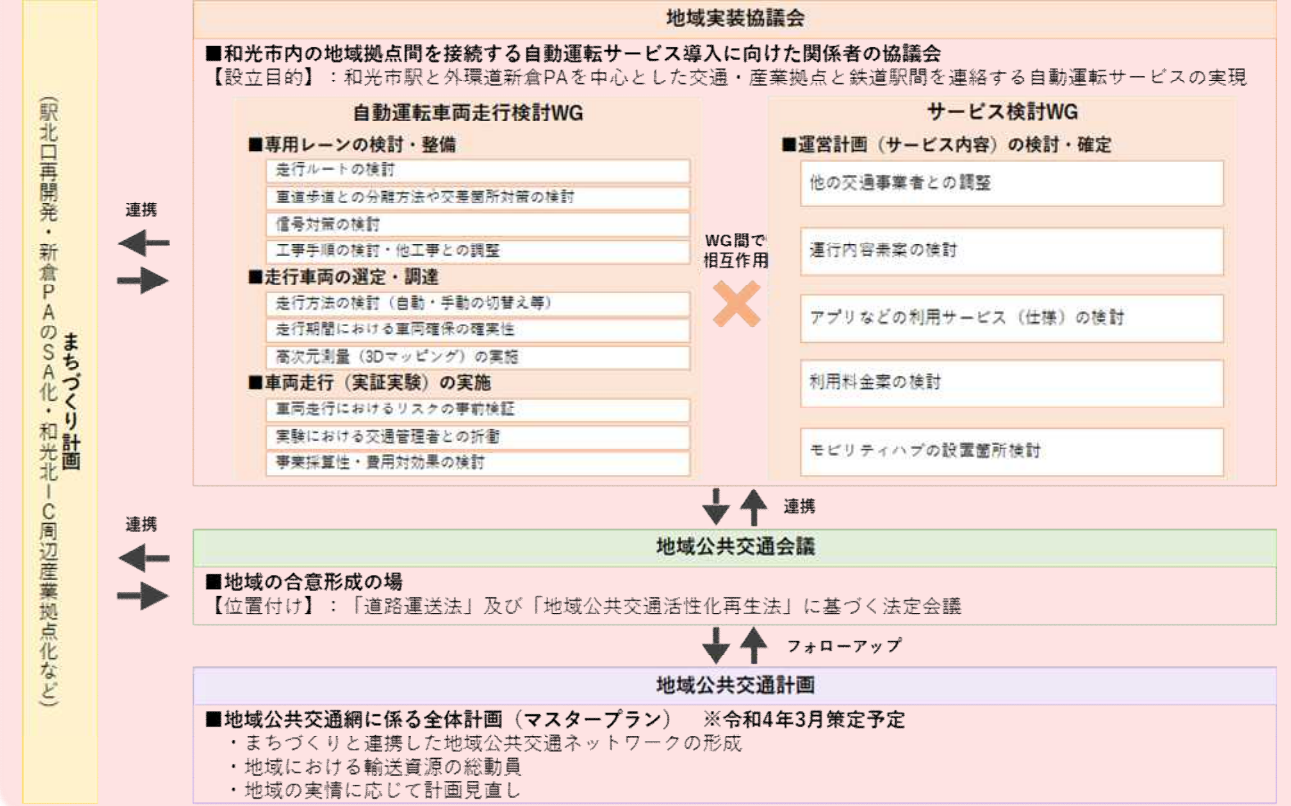 まちづくり計画
（駅北口再開発・新倉PAのSA化・和光北IC周辺産業拠点化など）
連携
連携
地域実装協議会
■和光市内の地域拠点間を接続する自動運転サービス導入に向けた関係者の協議会
【設立目的】：和光市駅と外環道新倉PAを中心とした交通・産業拠点と鉄道駅間を連絡する自動運転サービスの実現
自動運転車両走行検討WG
■専用レーンの検討・整備
走行ルートの検討
車道歩道との分離方法や交差箇所対策の検討
信号対策の検討
工事手順の検討・他工事との調整
■走行車両の選定・調達
走行方法の検討（自動・手動の切替え等）
走行期間における車両確保の確実性
高次元測量（3Dマッピング）の実施
■車両走行（実証実験）の実施
車両走行におけるリスクの事前検証
実験における交通管理者との折衝
事業採算性・費用対効果の検討
WG間で
相互作用
サービス検討WG
■運営計画（サービス内容）の検討・確定
他の交通事業者との調整
運行内容素案の検討
アプリなどの利用サービス（仕様）の検討
利用料金案の検討
モビリティハブの設置箇所検討
連携
地域公共交通会議
■地域の合意形成の場
【位置付け】：「道路運送法」及び「地域公共交通活性化再生法」に基づく法定会議
フォローアップ
地域公共交通計画
■地域公共交通網に係る全体計画（マスタープラン）　※令和4年3月策定予定
・まちづくりと連携した地域公共交通ネットワークの形成
・地域における輸送資源の総動員
・地域の実情に応じて計画見直し